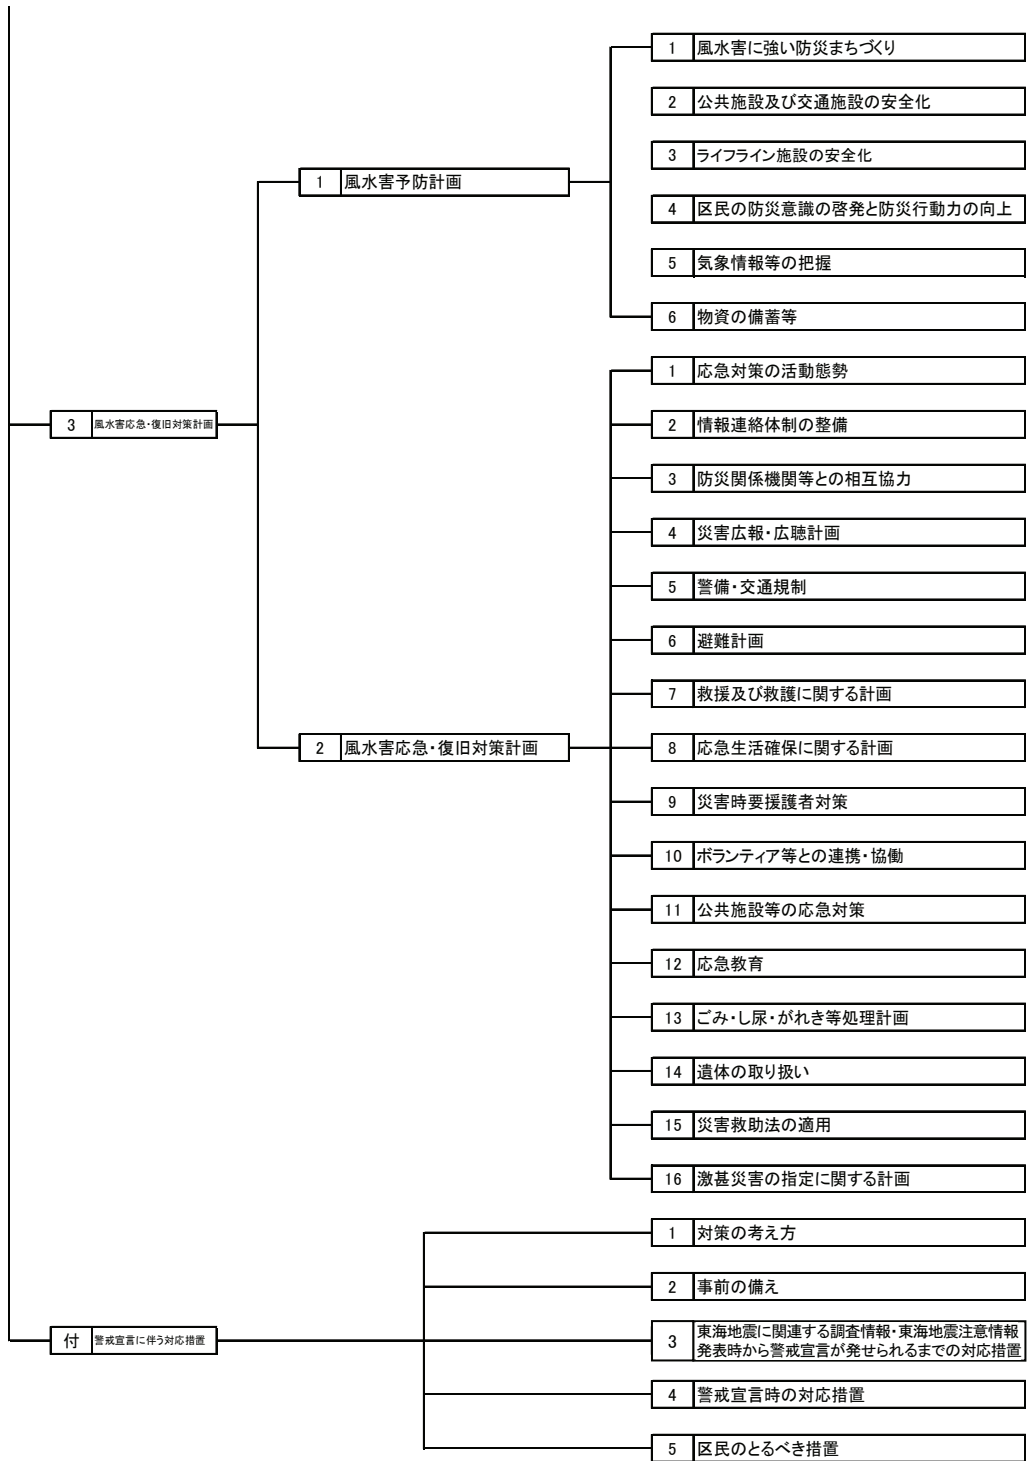 1 風水害に強い防災まちづくり
2 公共施設及び交通施設の安全化
3 ライフライン施設の安全化
1 風水害予防計画
4 区民の防災意識の啓発と防災行動力の向上
5 気象情報等の把握
6 物資の備蓄等
1 応急対策の活動態勢
3 風水害応急・復旧対策計画
2 情報連絡体制の整備
3 防災関係機関等との相互協力
4 災害広報・広聴計画
5 警備・交通規制
6 避難計画
7 救援及び救護に関する計画
2 風水害応急・復旧対策計画
8 応急生活確保に関する計画
9 災害時要援護者対策
10 ボランティア等との連携・協働
11 公共施設等の応急対策
12 応急教育
13 ごみ・し尿・がれき等処理計画
14 遺体の取り扱い
15 災害救助法の適用
16 激甚災害の指定に関する計画
1 対策の考え方
2 事前の備え
付 警戒宣言に伴う対応措置
3 東海地震に関連する調査情報・東海地震注意情報
発表時から警戒宣言が発せられるまでの対応措置
4 警戒宣言時の対応措置
5 区民のとるべき措置